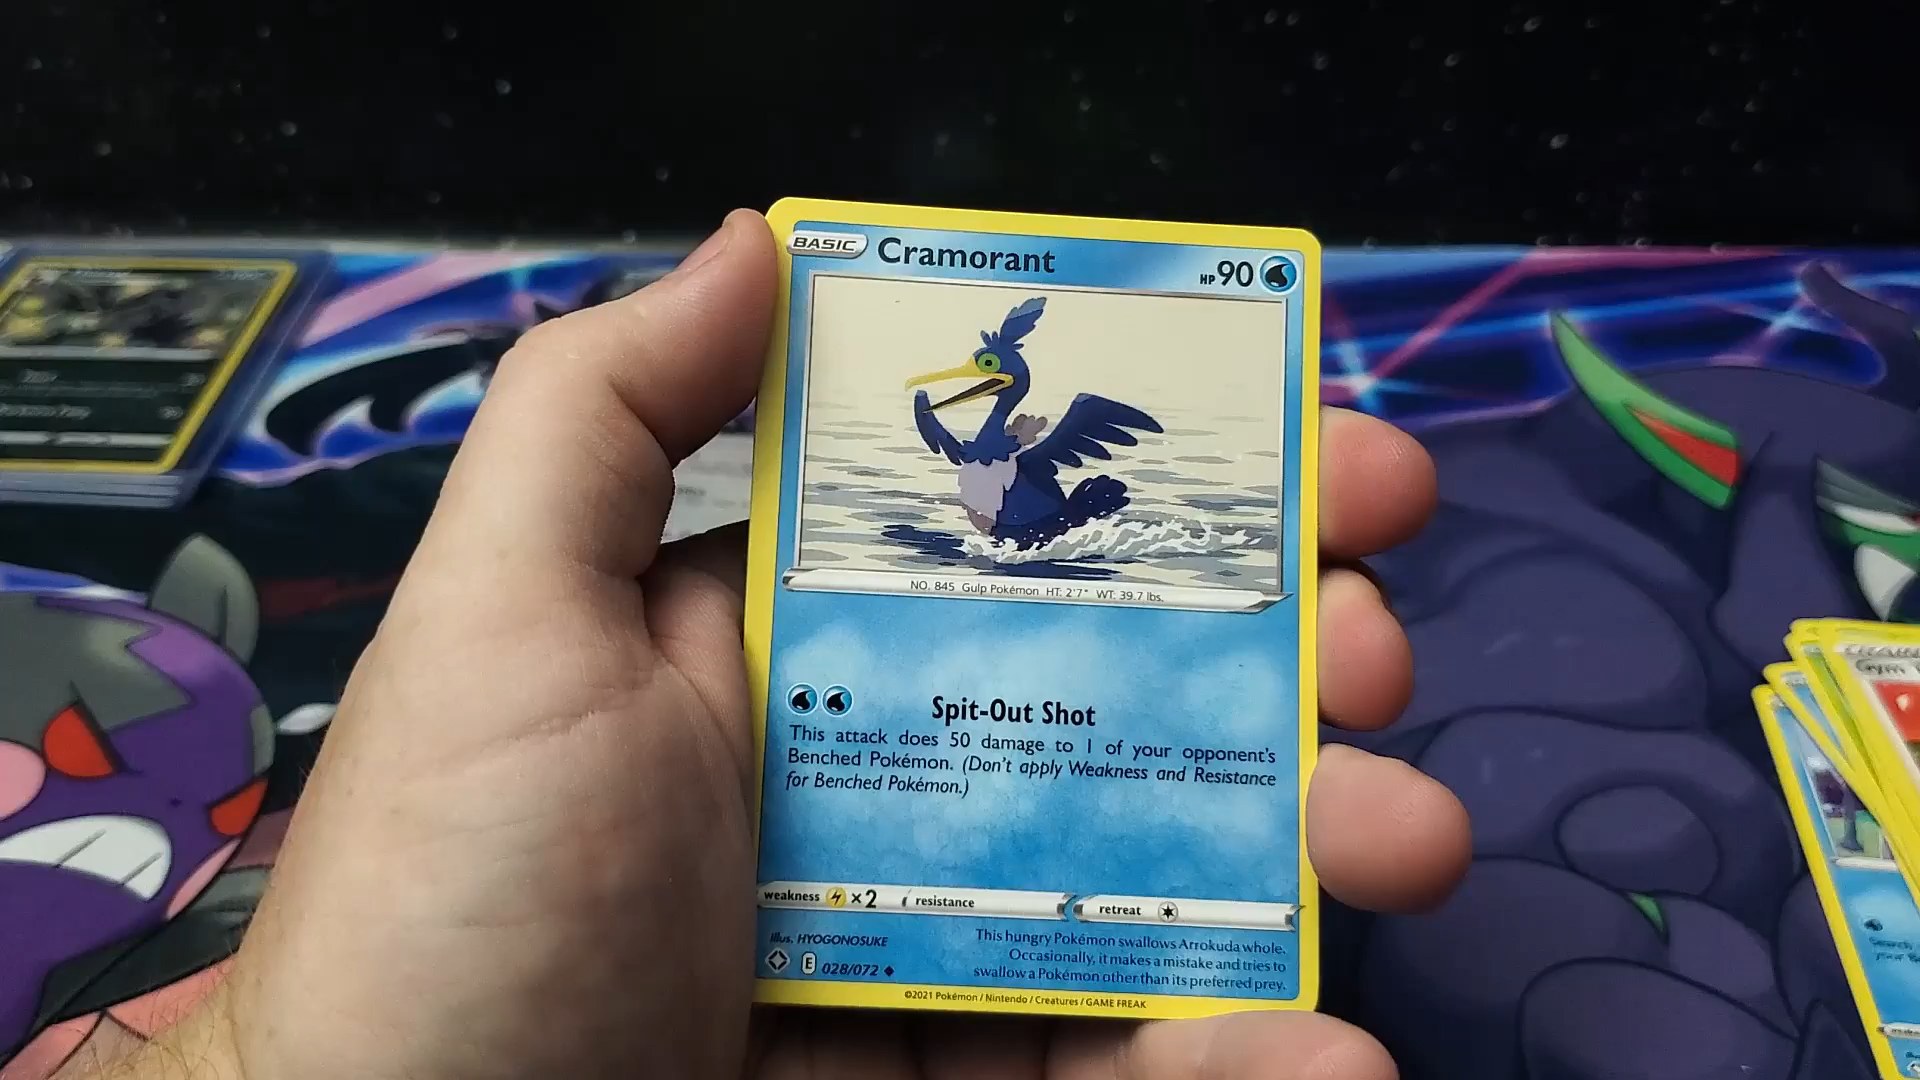 BASIC Cramorant HP 90
NO. 845 Gulp Pokémon HT: 2'7" WT: 39.7 lbs.
Spit-Out Shot
This attack does 50 damage to 1 of your opponent's
Benched Pokémon. (Don't apply Weakness and Resistance
for Benched Pokémon.)
weakness ×2 resistance retreat
Illus. HYOGONOSUKE
E 028/072
This hungry Pokémon swallows Arrokuda whole.
Occasionally, it makes a mistake and tries to
swallow a Pokémon other than its preferred prey.
©2021 Pokémon / Nintendo / Creatures / GAME FREAK
Gym